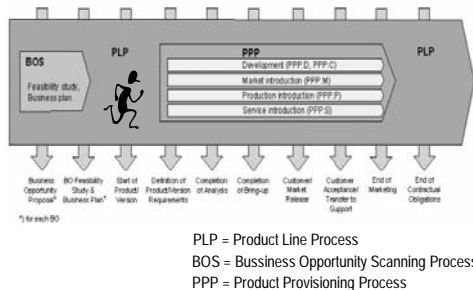 PLP
PPP
PLP
BOS
Feasibility study,
Business plan
Development (PPP:D, PPP:C)
Market introduction (PPP:M)
Production introduction (PPP:P)
Service introduction (PPP:S)
Business
Opportunity
Proposal*)
BO Feasibility
Study &
Business Plan*)
Start of
Product/
Version
Definition of
Product/Version
Requirements
Completion
of Analysis
Completion
of Bring-up
Customer/
Market
Release
Customer
Acceptance/
Transfer to
Support
End of
Marketing
End of
Contractual
Obligations
*) for each BO
PLP = Product Line Process
BOS = Bussiness Opportunity Scanning Process
PPP = Product Provisioning Process